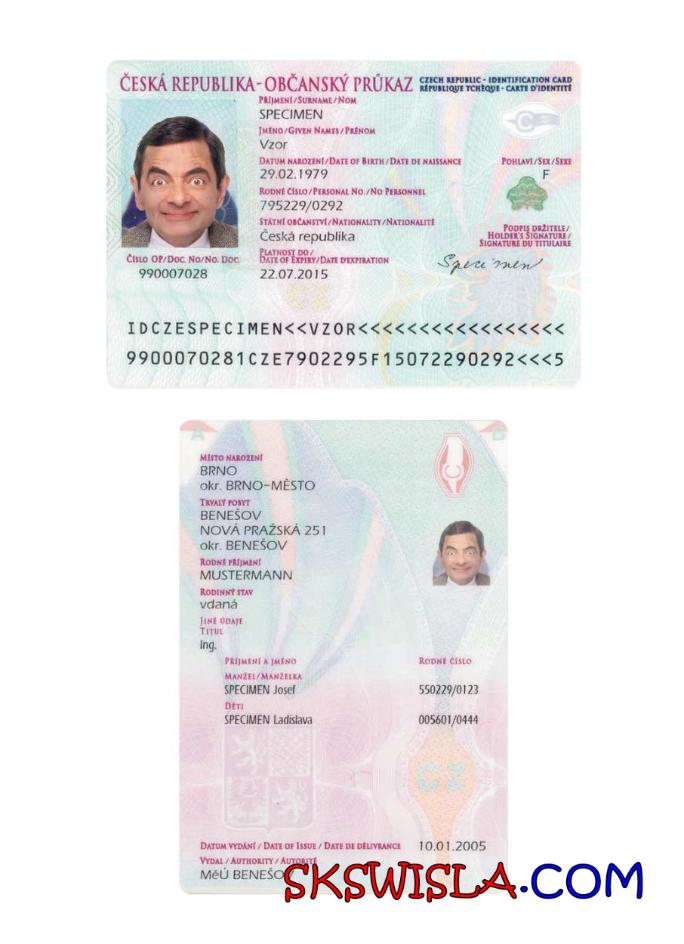 ČESKÁ REPUBLIKA - OBČANSKÝ PRŮKAZ
CZECH REPUBLIC - IDENTIFICATION CARD
RÉPUBLIQUE TCHÈQUE - CARTE D'IDENTITÉ
PŘÍJMENÍ / SURNAME / NOM
SPECIMEN
JMÉNO / GIVEN NAMES / PRÉNOM
Vzor
DATUM NAROZENÍ / DATE OF BIRTH / DATE DE NAISSANCE
29.02.1979
POHLAVÍ / SEX / SEXE
F
RODNÉ ČÍSLO / PERSONAL NO. / NO PERSONNEL
795229/0292
STÁTNÍ OBČANSTVÍ / NATIONALITY / NATIONALITÉ
Česká republika
PODPIS DRŽITELE /
HOLDER'S SIGNATURE /
SIGNATURE DU TITULAIRE
Specimen
ČÍSLO OP / DOC. NO / NO. DOC.
990007028
PLATNOST DO /
DATE OF EXPIRY / DATE D'EXPIRATION
22.07.2015
C
CZ
IDCZESPECIMEN<<VZOR<<<<<<<<<<<<<<<<<
9900070281CZE7902295F15072290292<<<5
A
B
C
MÍSTO NAROZENÍ
BRNO
okr. BRNO-MĚSTO
TRVALÝ POBYT
BENEŠOV
NOVÁ PRAŽSKÁ 251
okr. BENEŠOV
RODNÉ PŘÍJMENÍ
MUSTERMANN
RODINNÝ STAV
vdaná
JINÉ ÚDAJE
TITUL
ing.
PŘÍJMENÍ A JMÉNO RODNÉ ČÍSLO
MANŽEL / MANŽELKA
SPECIMEN Josef 550229/0123
DĚTI
SPECIMEN Ladislava 005601/0444
CZ
DATUM VYDÁNÍ / DATE OF ISSUE / DATE DE DÉLIVRANCE 10.01.2005
VYDAL / AUTHORITY / AUTORITÉ
MěÚ BENEŠOV
SKSWISLA.COM